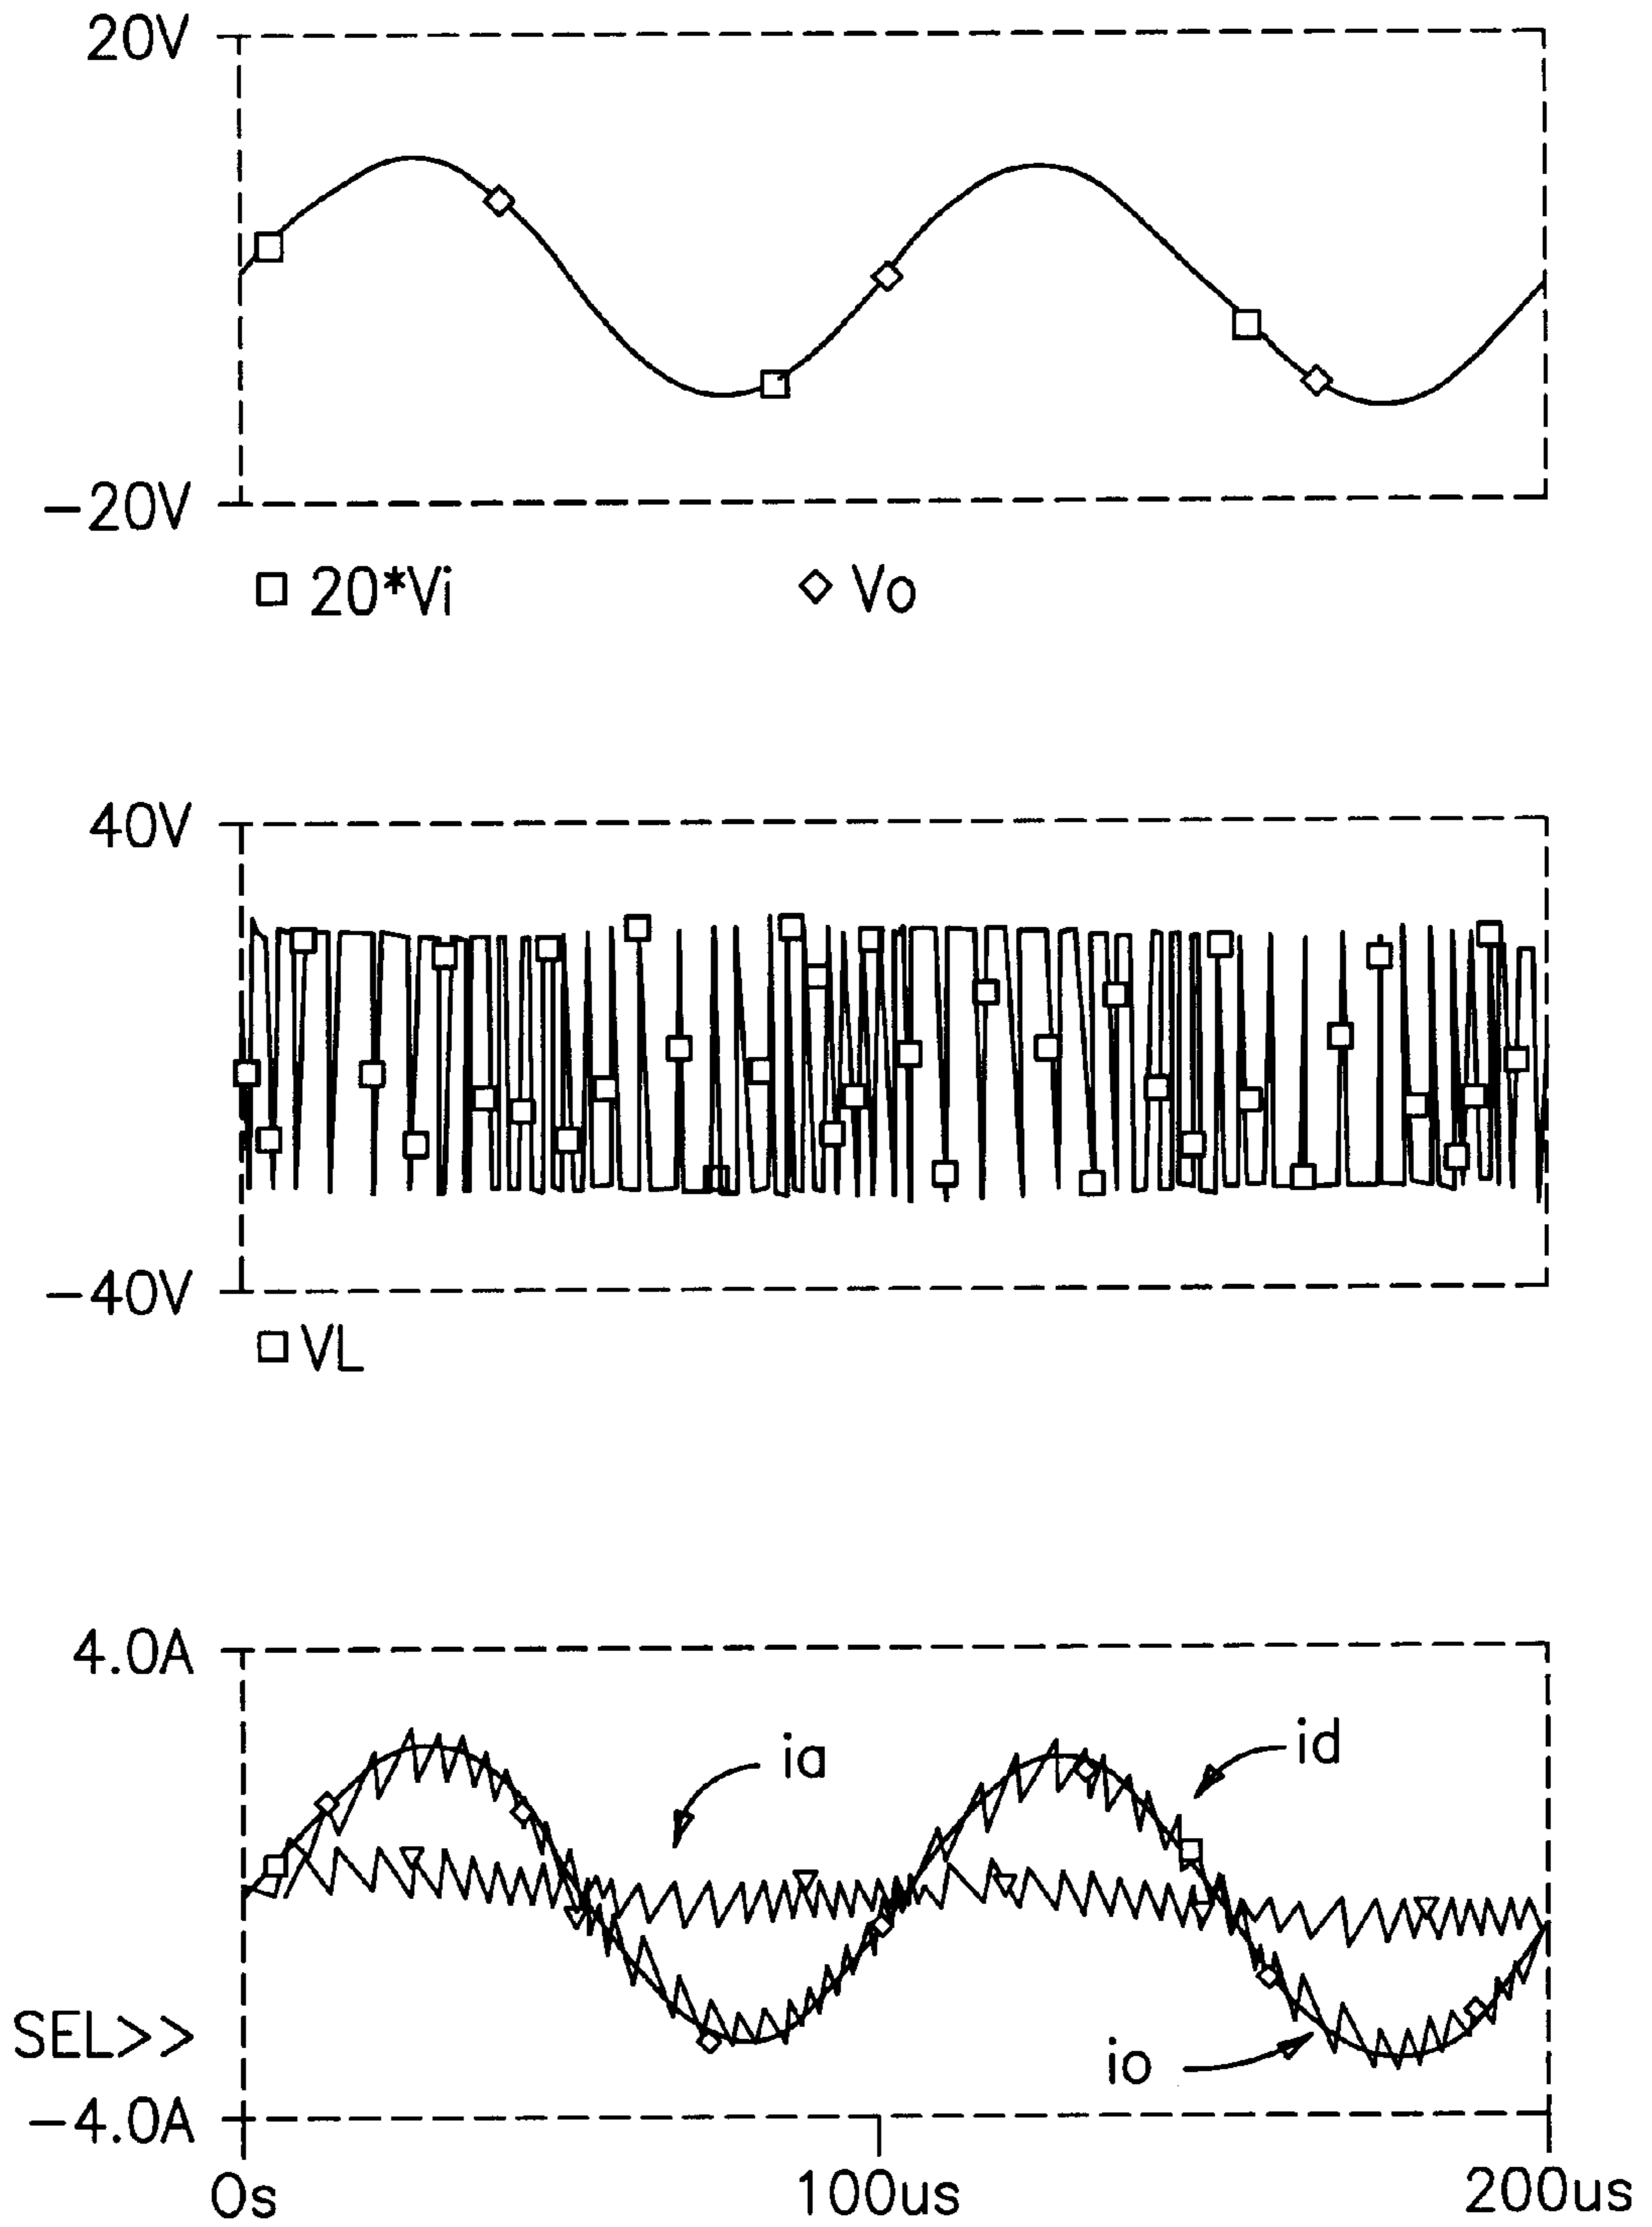 20V
-20V
20*Vi Vo
40V
-40V
VL
4.0A
ia
id
SEL>>
io
-4.0A
0s 100us 200us